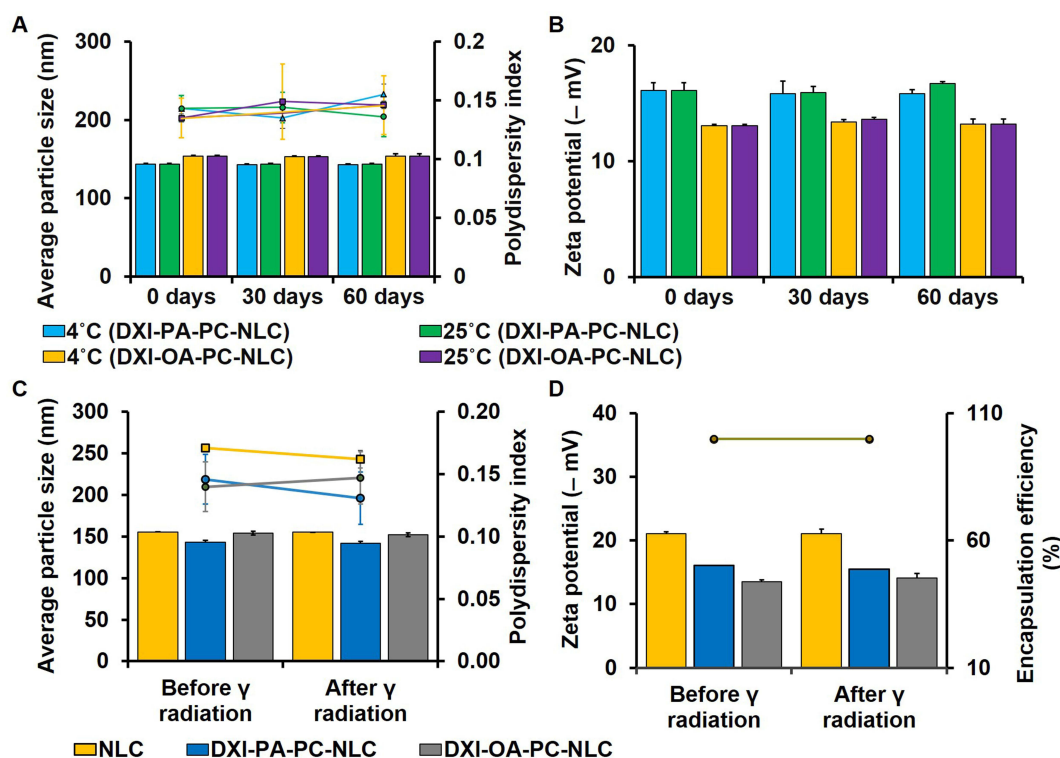 A
Average particle size (nm)
300
200
100
0
0.2
0.15
0.1
0.05
0
Polydispersity index
0 days 30 days 60 days
B
Zeta potential (– mV)
20
10
0
0 days 30 days 60 days
4˚C (DXI-PA-PC-NLC) 25˚C (DXI-PA-PC-NLC)
4˚C (DXI-OA-PC-NLC) 25˚C (DXI-OA-PC-NLC)
C
Average particle size (nm)
300
250
200
150
100
50
0
0.20
0.15
0.10
0.05
0.00
Polydispersity index
Before γ After γ
radiation radiation
D
Zeta potential (– mV)
40
30
20
10
0
110
60
10
Encapsulation efficiency
(%)
Before γ After γ
radiation radiation
NLC DXI-PA-PC-NLC DXI-OA-PC-NLC